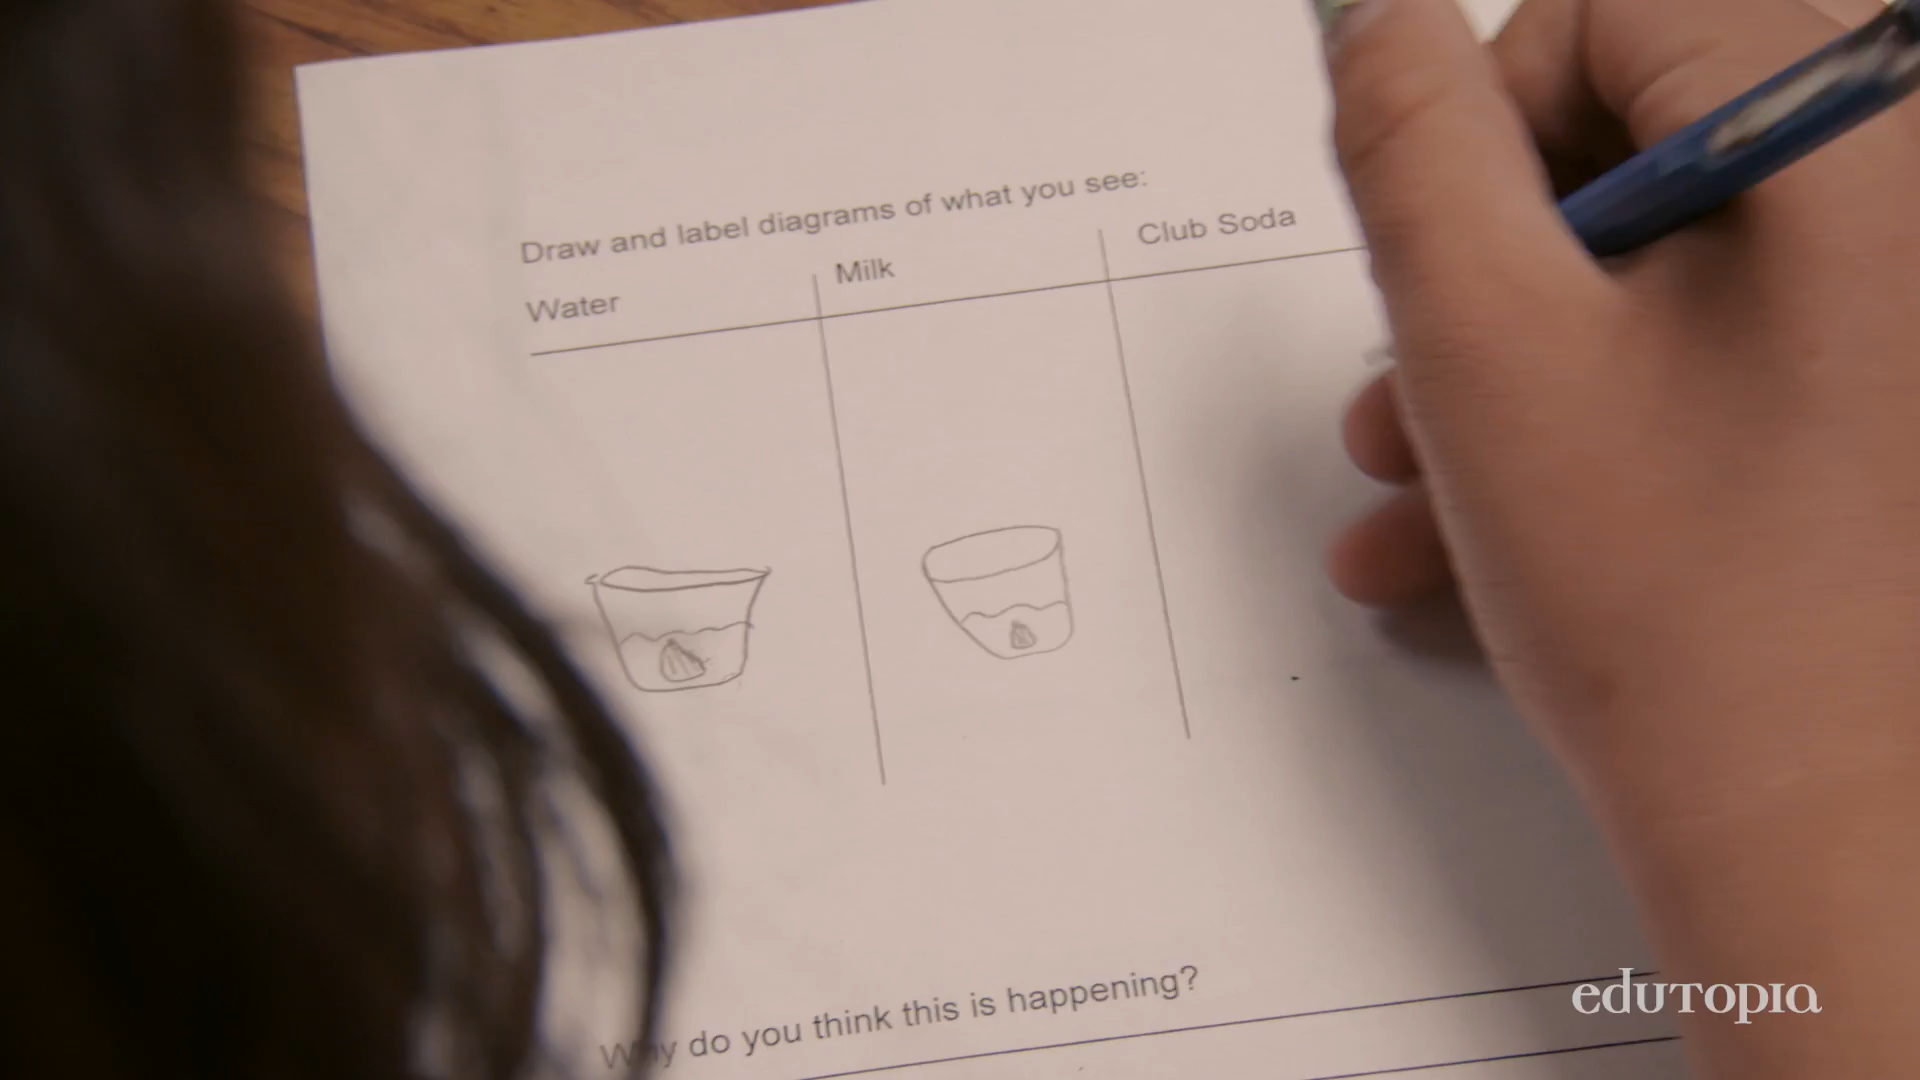 Draw and label diagrams of what you see:
Water Milk Club Soda
Why do you think this is happening?
edutopia